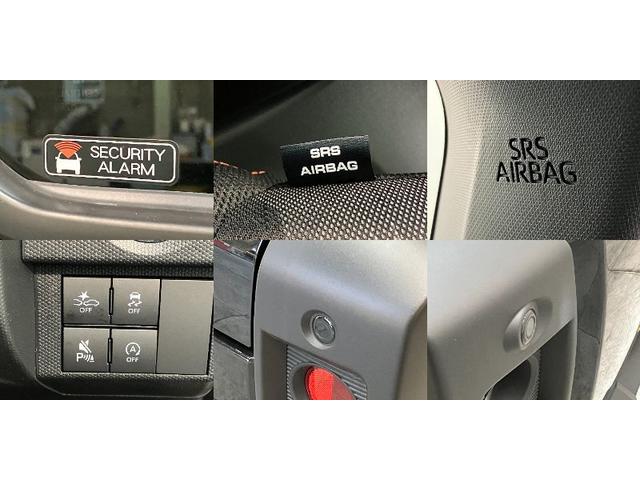 SECURITY
ALARM
SRS
AIRBAG
SRS
AIRBAG
OFF
OFF
P
A OFF